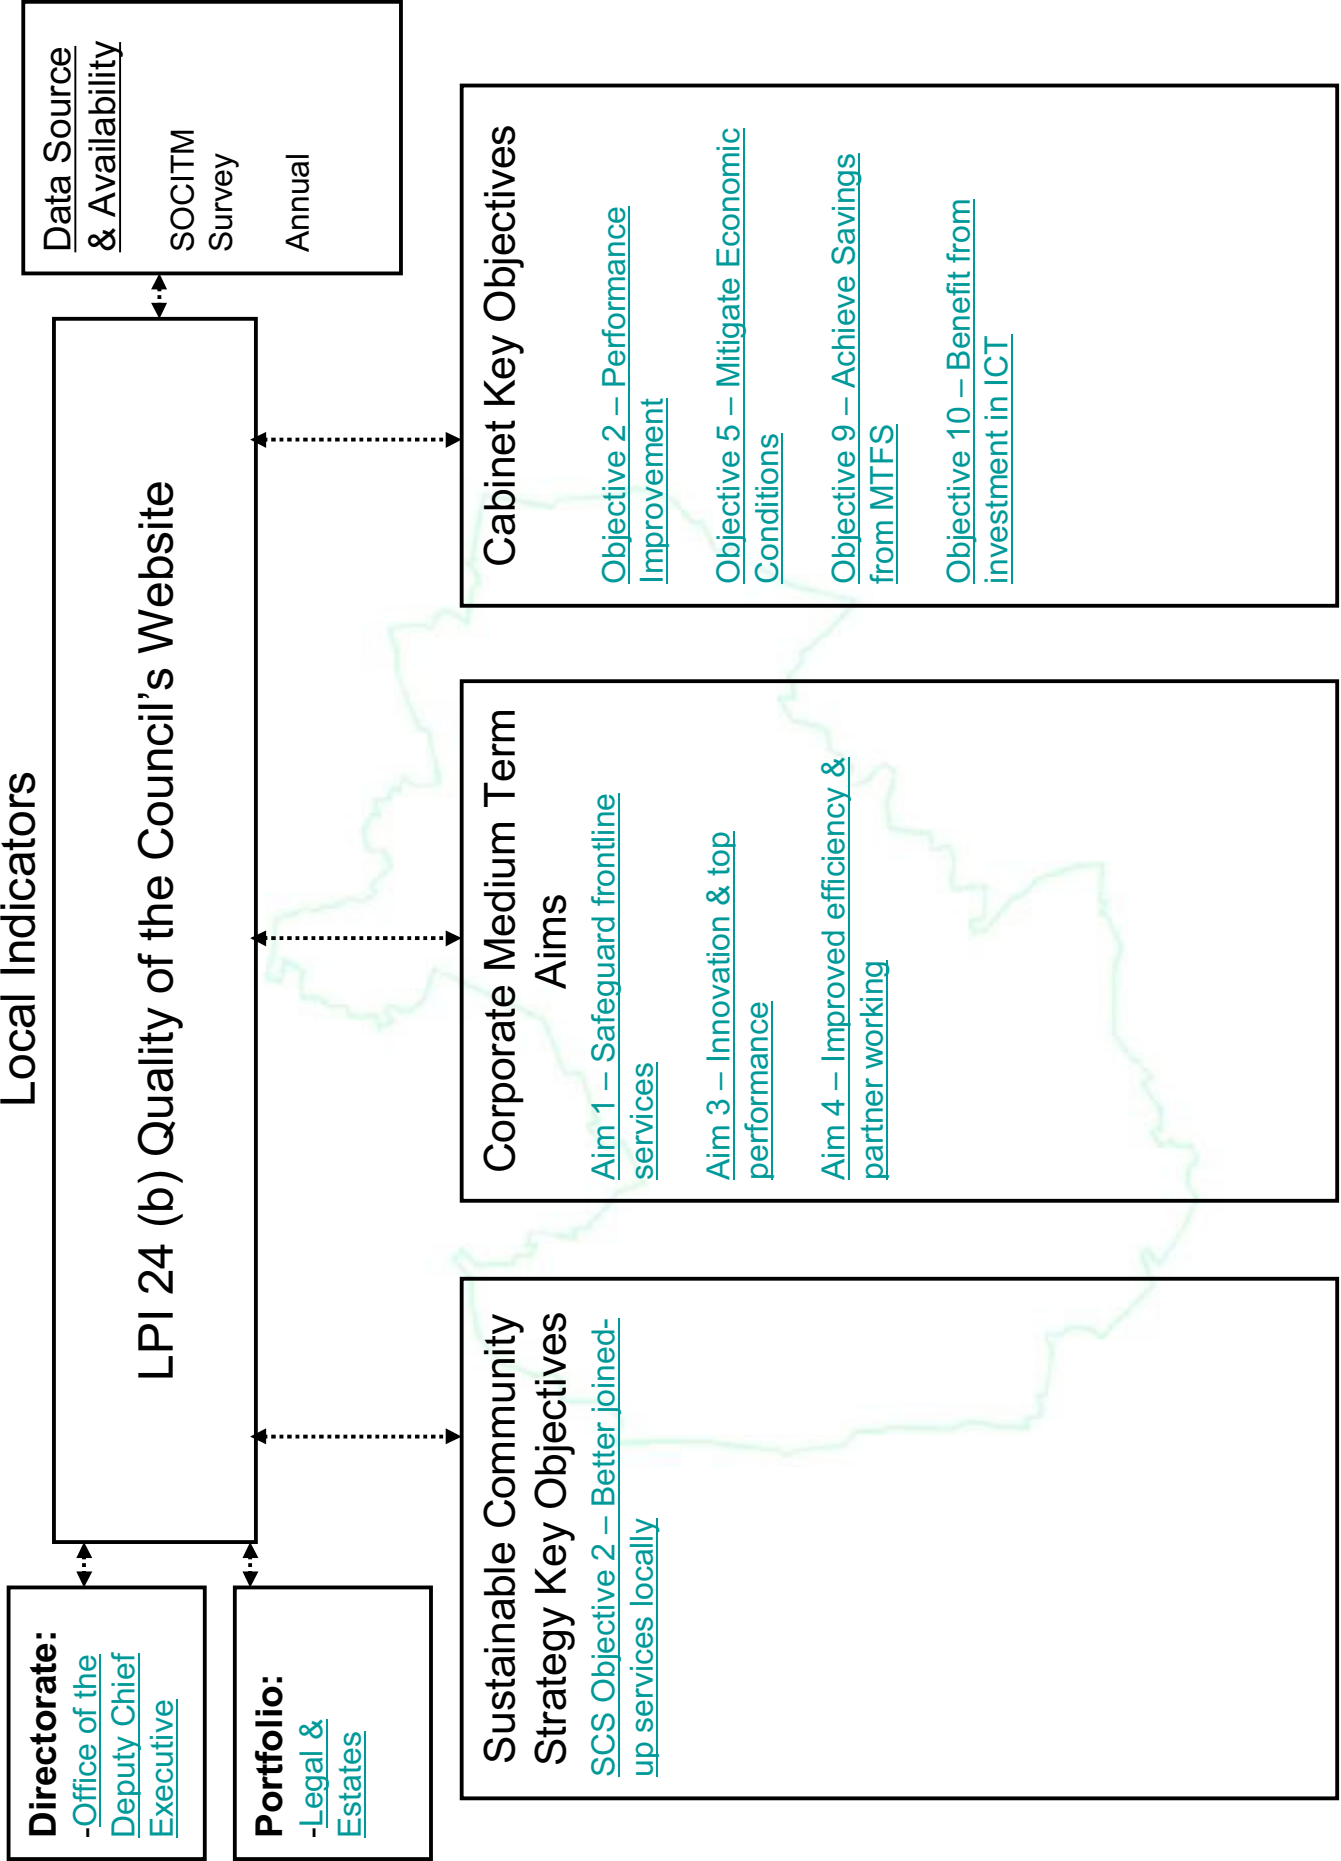 Local Indicators
Directorate:
-Office of the
Deputy Chief
Executive
Portfolio:
-Legal &
Estates
LPI 24 (b) Quality of the Council's Website
Data Source
& Availability
SOCITM
Survey
Annual
Sustainable Community
Strategy Key Objectives
SCS Objective 2 – Better joined-
up services locally
Corporate Medium Term
Aims
Aim 1 – Safeguard frontline
services
Aim 3 – Innovation & top
performance
Aim 4 – Improved efficiency &
partner working
Cabinet Key Objectives
Objective 2 – Performance
Improvement
Objective 5 – Mitigate Economic
Conditions
Objective 9 – Achieve Savings
from MTFS
Objective 10 – Benefit from
investment in ICT